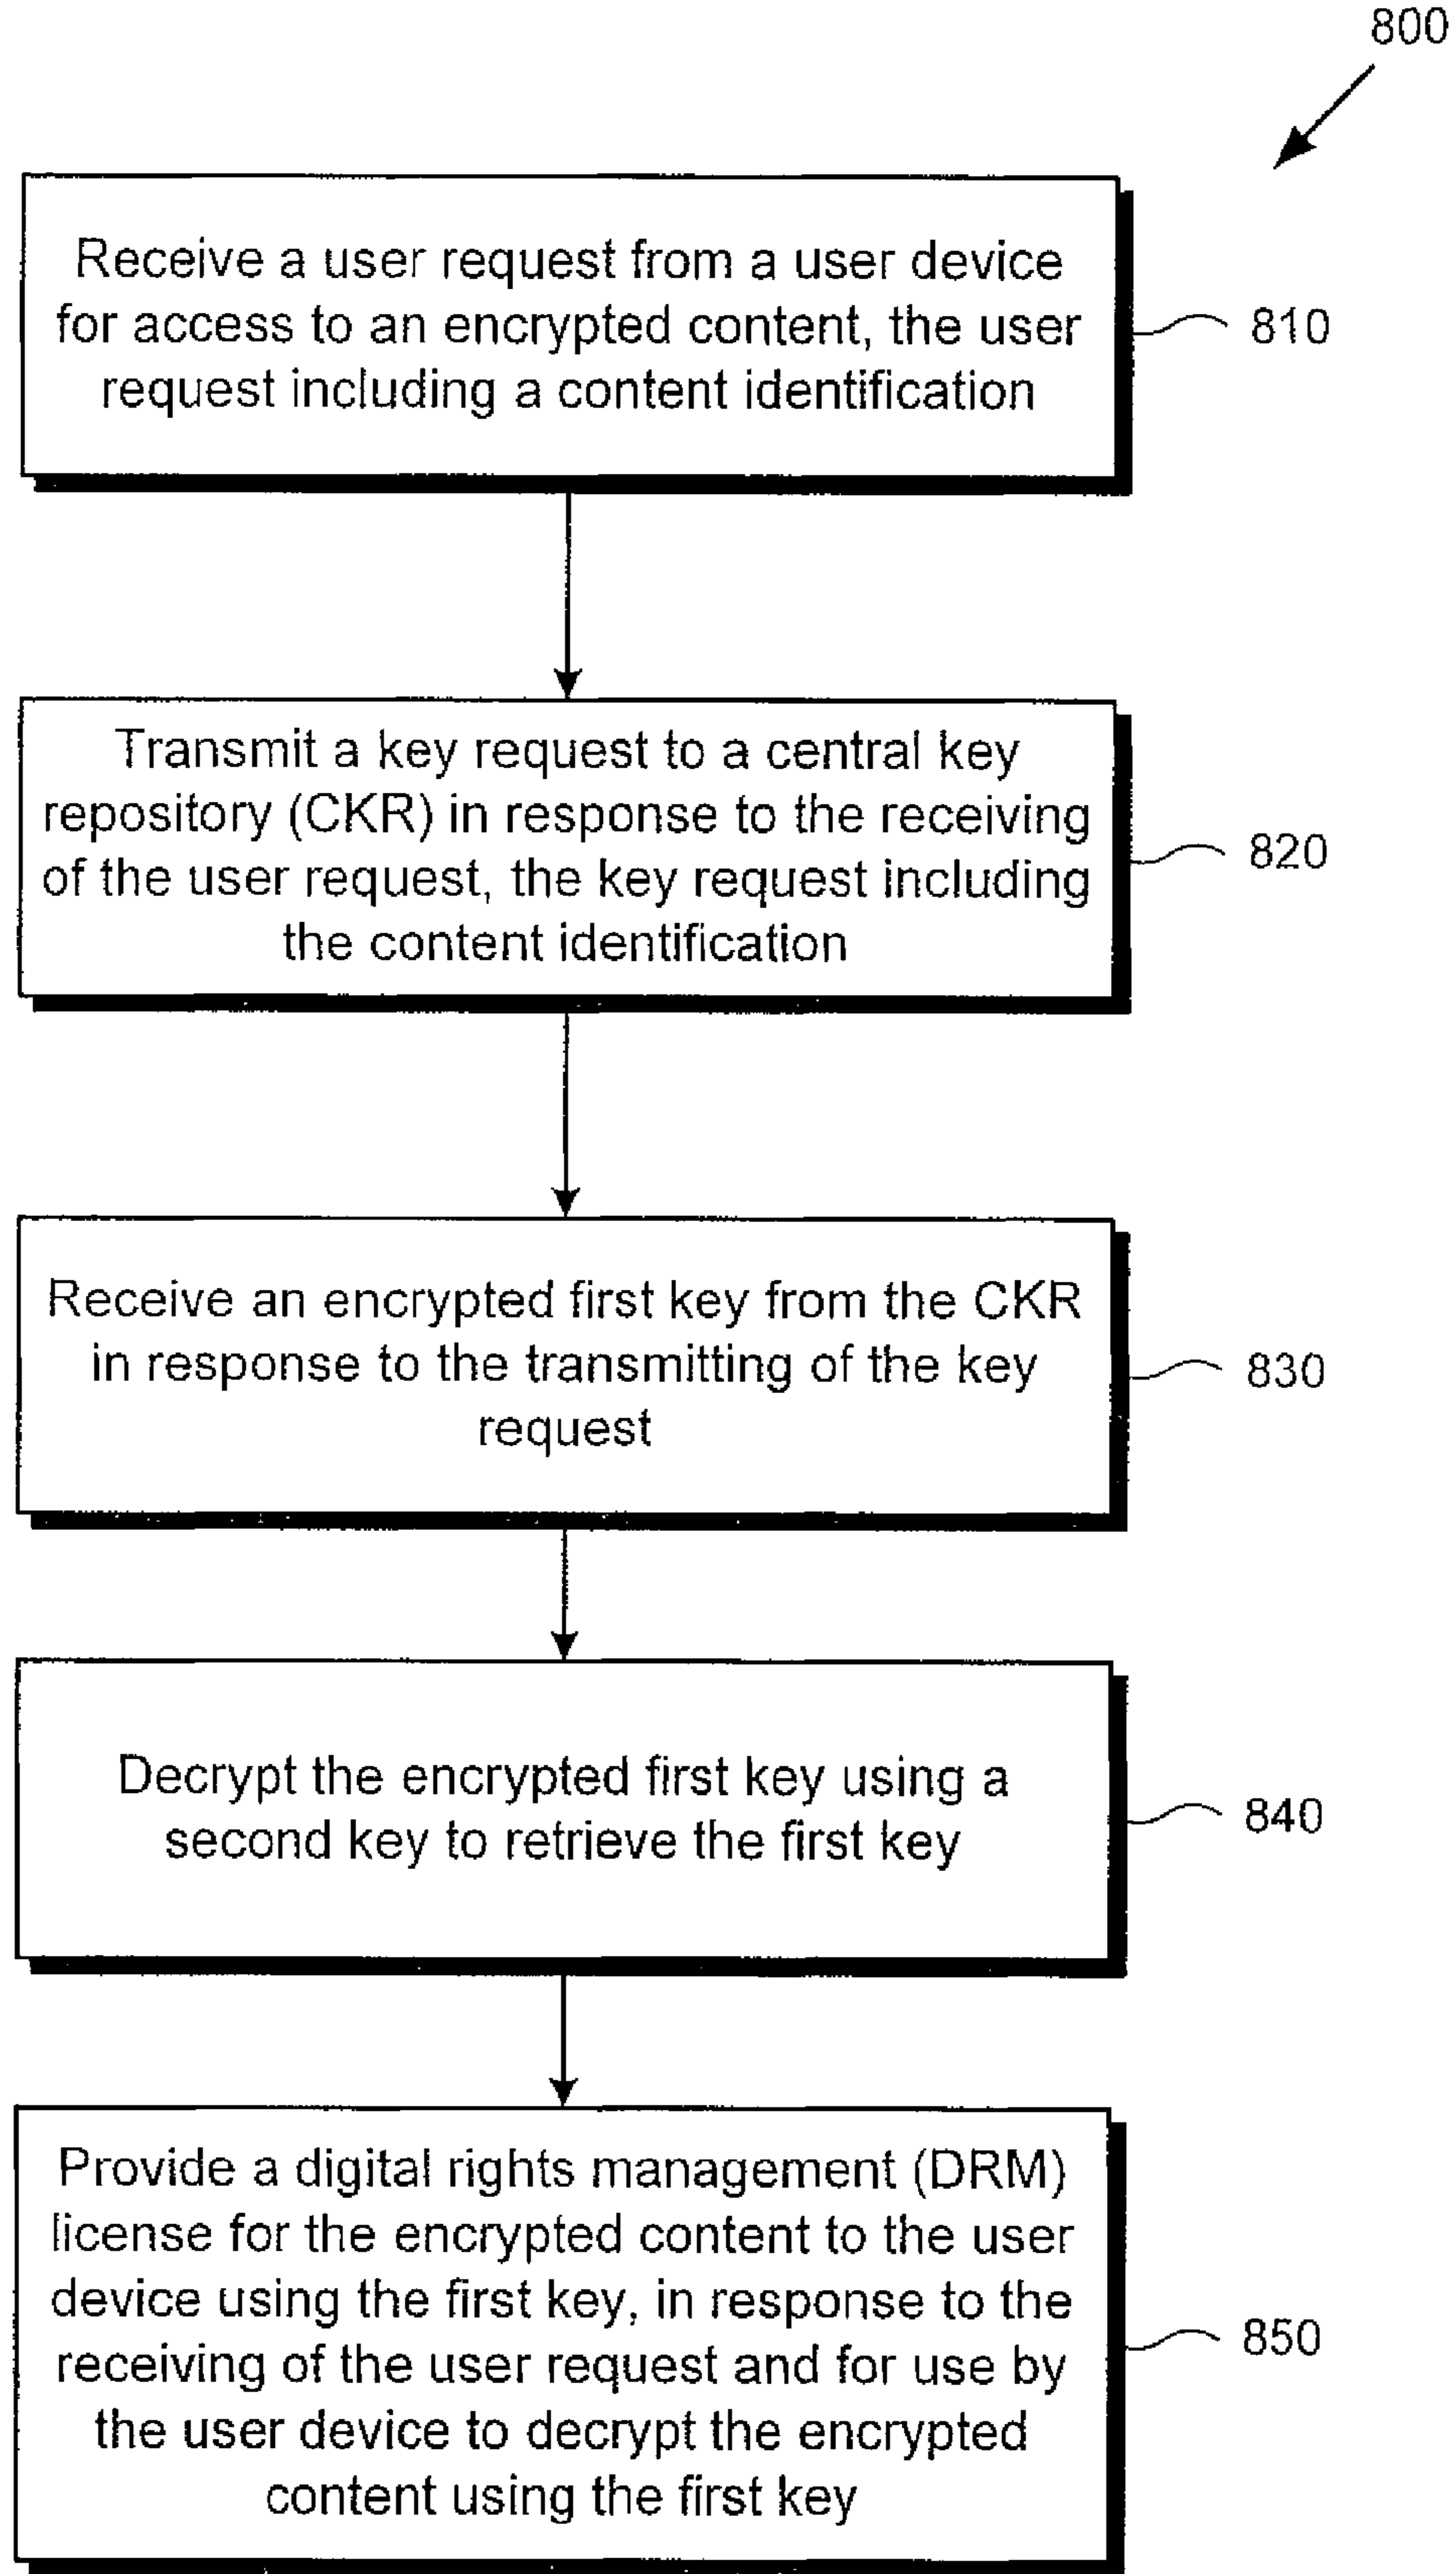 800
Receive a user request from a user device
for access to an encrypted content, the user
request including a content identification
810
Transmit a key request to a central key
repository (CKR) in response to the receiving
of the user request, the key request including
the content identification
820
Receive an encrypted first key from the CKR
in response to the transmitting of the key
request
830
Decrypt the encrypted first key using a
second key to retrieve the first key
840
Provide a digital rights management (DRM)
license for the encrypted content to the user
device using the first key, in response to the
receiving of the user request and for use by
the user device to decrypt the encrypted
content using the first key
850